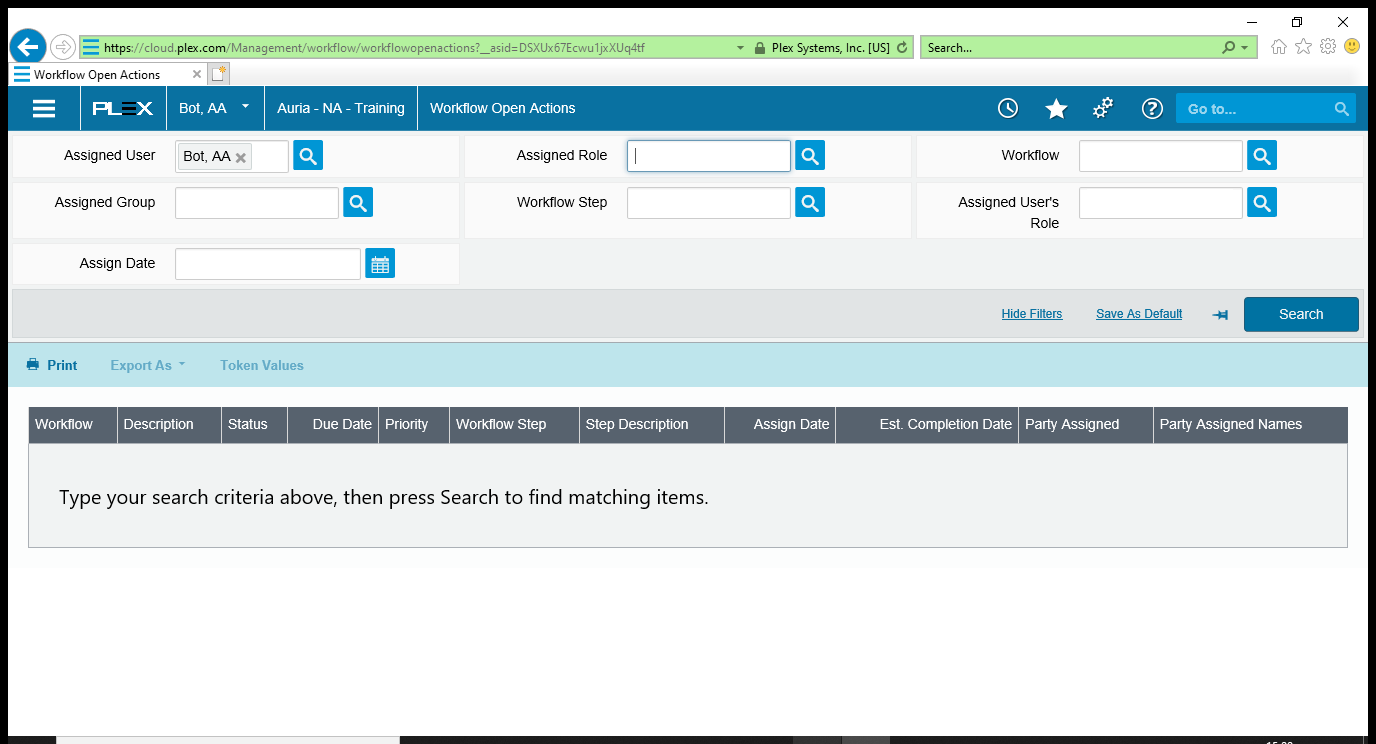 https://cloud.plex.com/Management/workflow/workflowopenactions?__asid=DSXUx67Ecwu1jxXUq4tf
Plex Systems, Inc. [US]
Search...
Workflow Open Actions
PLEX
Bot, AA
Auria - NA - Training
Workflow Open Actions
Go to...
Assigned User
Bot, AA
Assigned Role
Workflow
Assigned Group
Workflow Step
Assigned User's
Role
Assign Date
Hide Filters
Save As Default
Search
Print
Export As
Token Values
Workflow Description Status Due Date Priority Workflow Step Step Description Assign Date Est. Completion Date Party Assigned Party Assigned Names
Type your search criteria above, then press Search to find matching items.